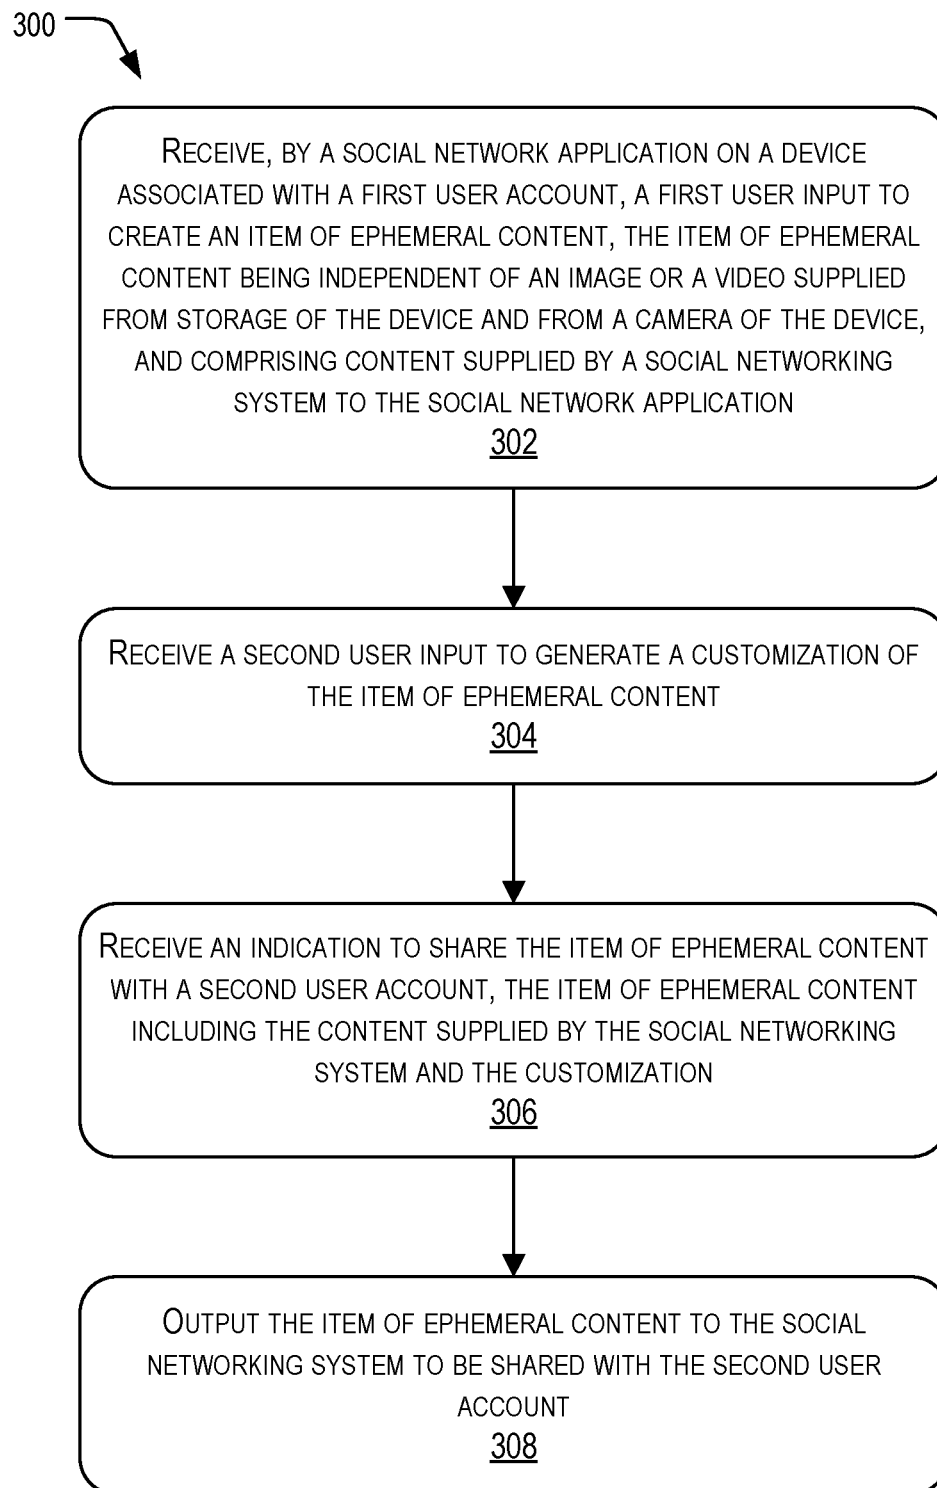 300
RECEIVE, BY A SOCIAL NETWORK APPLICATION ON A DEVICE
ASSOCIATED WITH A FIRST USER ACCOUNT, A FIRST USER INPUT TO
CREATE AN ITEM OF EPHEMERAL CONTENT, THE ITEM OF EPHEMERAL
CONTENT BEING INDEPENDENT OF AN IMAGE OR A VIDEO SUPPLIED
FROM STORAGE OF THE DEVICE AND FROM A CAMERA OF THE DEVICE,
AND COMPRISING CONTENT SUPPLIED BY A SOCIAL NETWORKING
SYSTEM TO THE SOCIAL NETWORK APPLICATION
302
RECEIVE A SECOND USER INPUT TO GENERATE A CUSTOMIZATION OF
THE ITEM OF EPHEMERAL CONTENT
304
RECEIVE AN INDICATION TO SHARE THE ITEM OF EPHEMERAL CONTENT
WITH A SECOND USER ACCOUNT, THE ITEM OF EPHEMERAL CONTENT
INCLUDING THE CONTENT SUPPLIED BY THE SOCIAL NETWORKING
SYSTEM AND THE CUSTOMIZATION
306
OUTPUT THE ITEM OF EPHEMERAL CONTENT TO THE SOCIAL
NETWORKING SYSTEM TO BE SHARED WITH THE SECOND USER
ACCOUNT
308